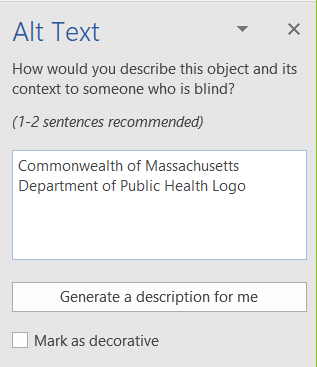 Alt Text
How would you describe this object and its
context to someone who is blind?
(1-2 sentences recommended)
Commonwealth of Massachusetts
Department of Public Health Logo
Generate a description for me
Mark as decorative